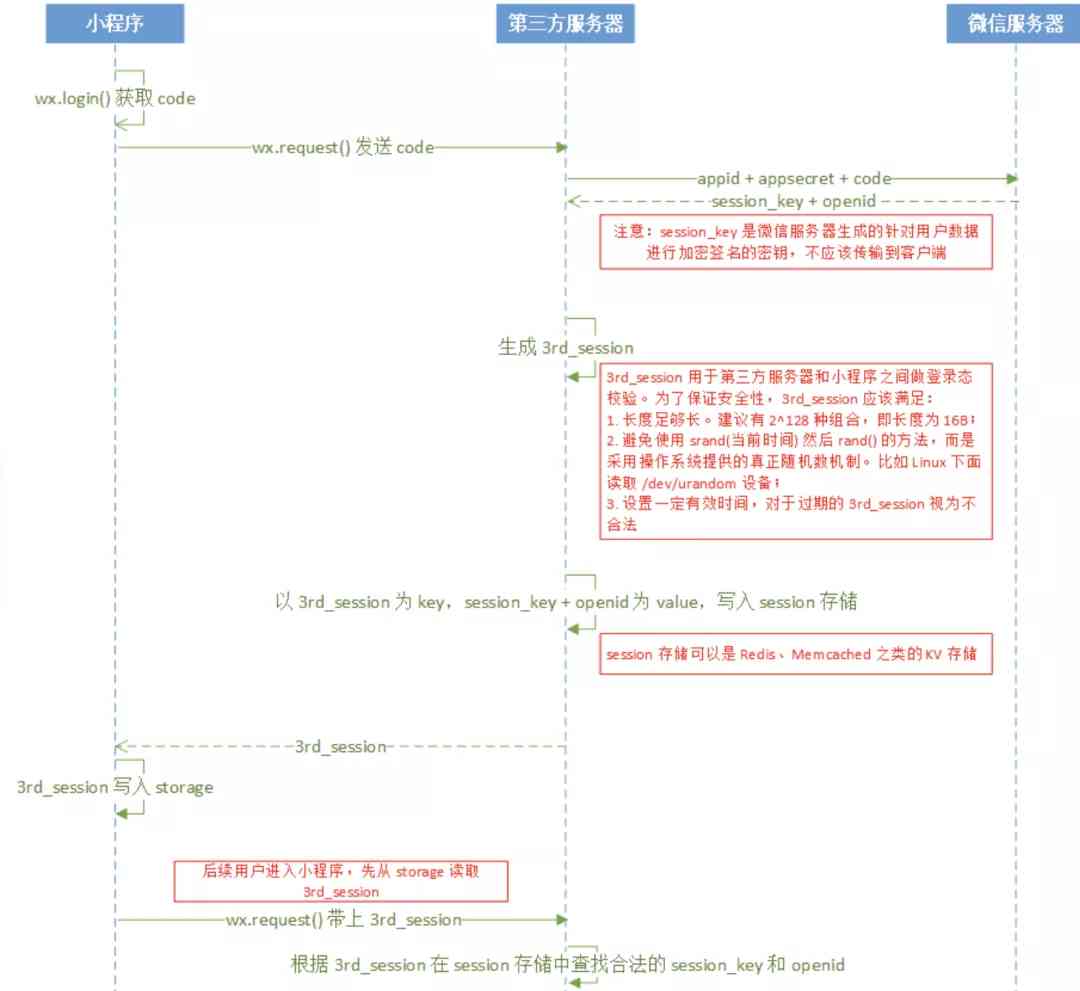 小程序
第三方服务器
微信服务器
wx.login() 获取 code
wx.request() 发送 code
appid + appsecret + code
session_key + openid
注意：session_key 是微信服务器生成的针对用户数据
进行加密签名的密钥，不应该传输到客户端
生成 3rd_session
3rd_session 用于第三方服务器和小程序之间做登录态
校验。为了保证安全性，3rd_session 应该满足：
1. 长度足够长。建议有 2^128 种组合，即长度为 16B；
2. 避免使用 srand(当前时间) 然后 rand() 的方法，而是
采用操作系统提供的真正随机数机制。比如 Linux 下面
读取 /dev/urandom 设备；
3. 设置一定有效时间，对于过期的 3rd_session 视为不
合法
以 3rd_session 为 key，session_key + openid 为 value，写入 session 存储
session 存储可以是 Redis、Memcached 之类的 KV 存储
3rd_session
3rd_session 写入 storage
后续用户进入小程序，先从 storage 读取
3rd_session
wx.request() 带上 3rd_session
根据 3rd_session 在 session 存储中查找合法的 session_key 和 openid